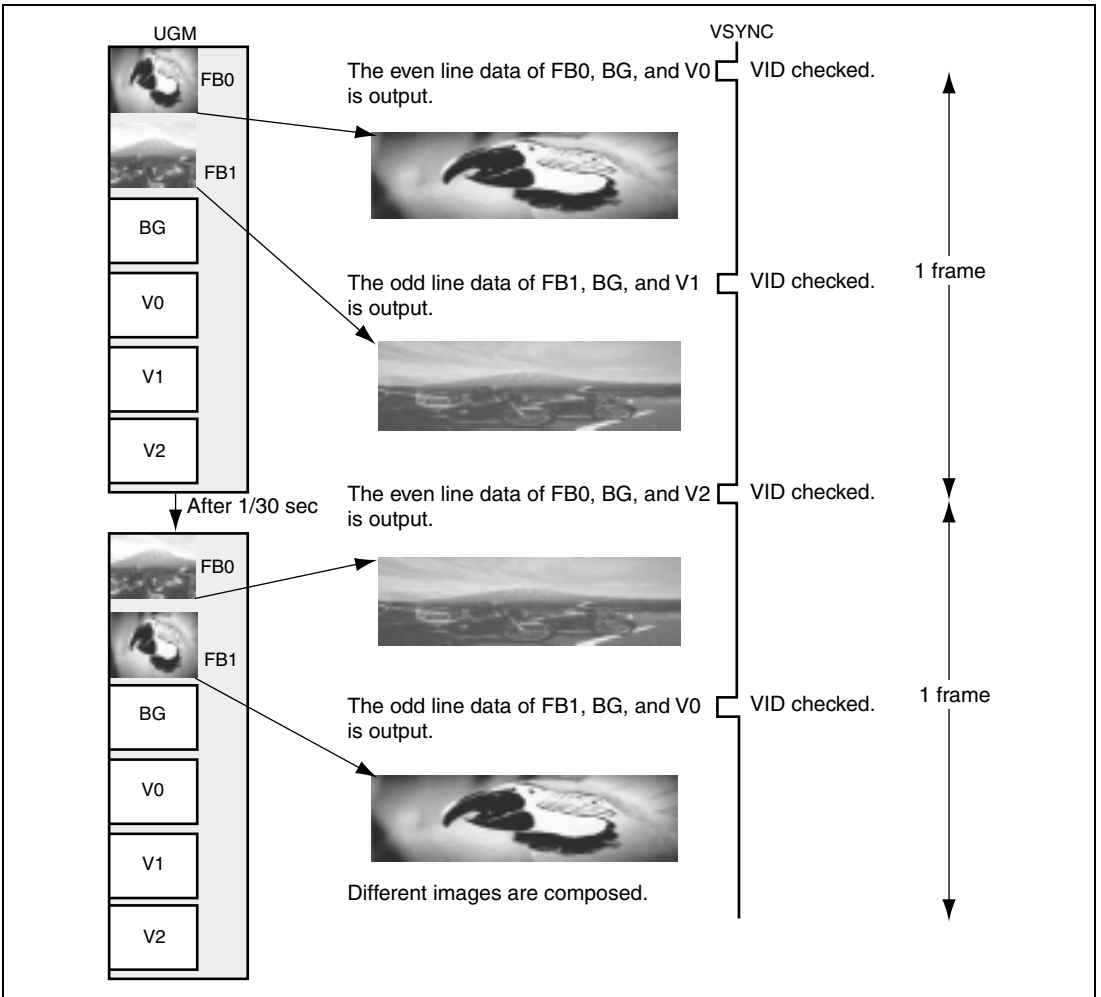 UGM
VSYNC
FB0
The even line data of FB0, BG, and V0
is output.
VID checked.
FB1
BG
V0
The odd line data of FB1, BG, and V1
is output.
VID checked.
1 frame
V1
V2
After 1/30 sec
The even line data of FB0, BG, and V2
is output.
VID checked.
FB0
FB1
BG
The odd line data of FB1, BG, and V0
is output.
VID checked.
1 frame
V0
V1
Different images are composed.
V2